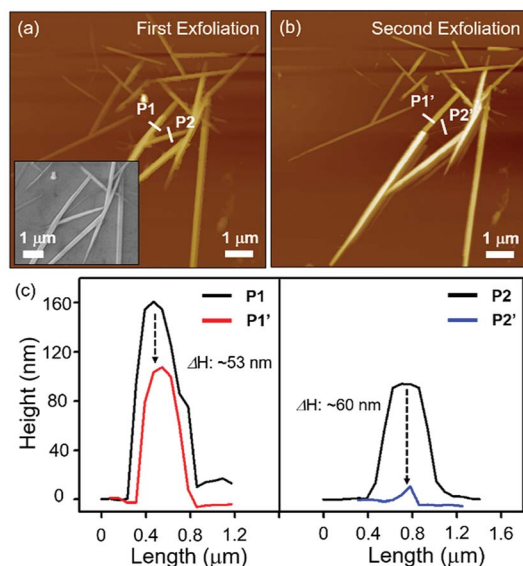 (a) First Exfoliation
P1
P2
1 μm
1 μm
(b) Second Exfoliation
P1’
P2’
1 μm
(c)
Height (nm)
160
120
80
40
0
P1
P1’
ΔH: ~53 nm
0 0.4 0.8 1.2
Length (μm)
P2
P2’
ΔH: ~60 nm
0 0.4 0.8 1.2 1.6
Length (μm)